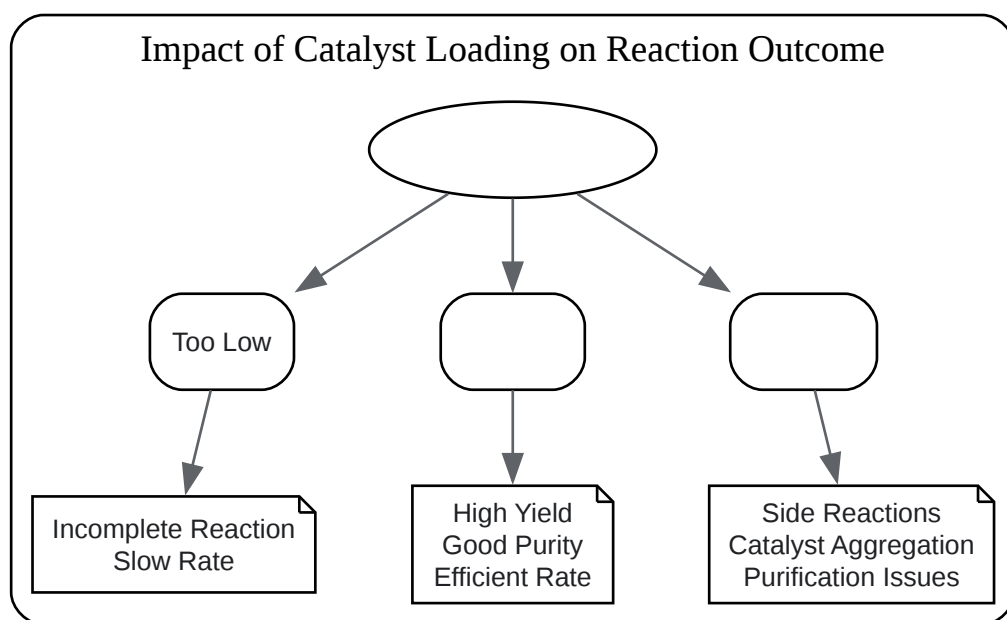 Impact of Catalyst Loading on Reaction Outcome
Too Low
Incomplete Reaction
Slow Rate
High Yield
Good Purity
Efficient Rate
Side Reactions
Catalyst Aggregation
Purification Issues